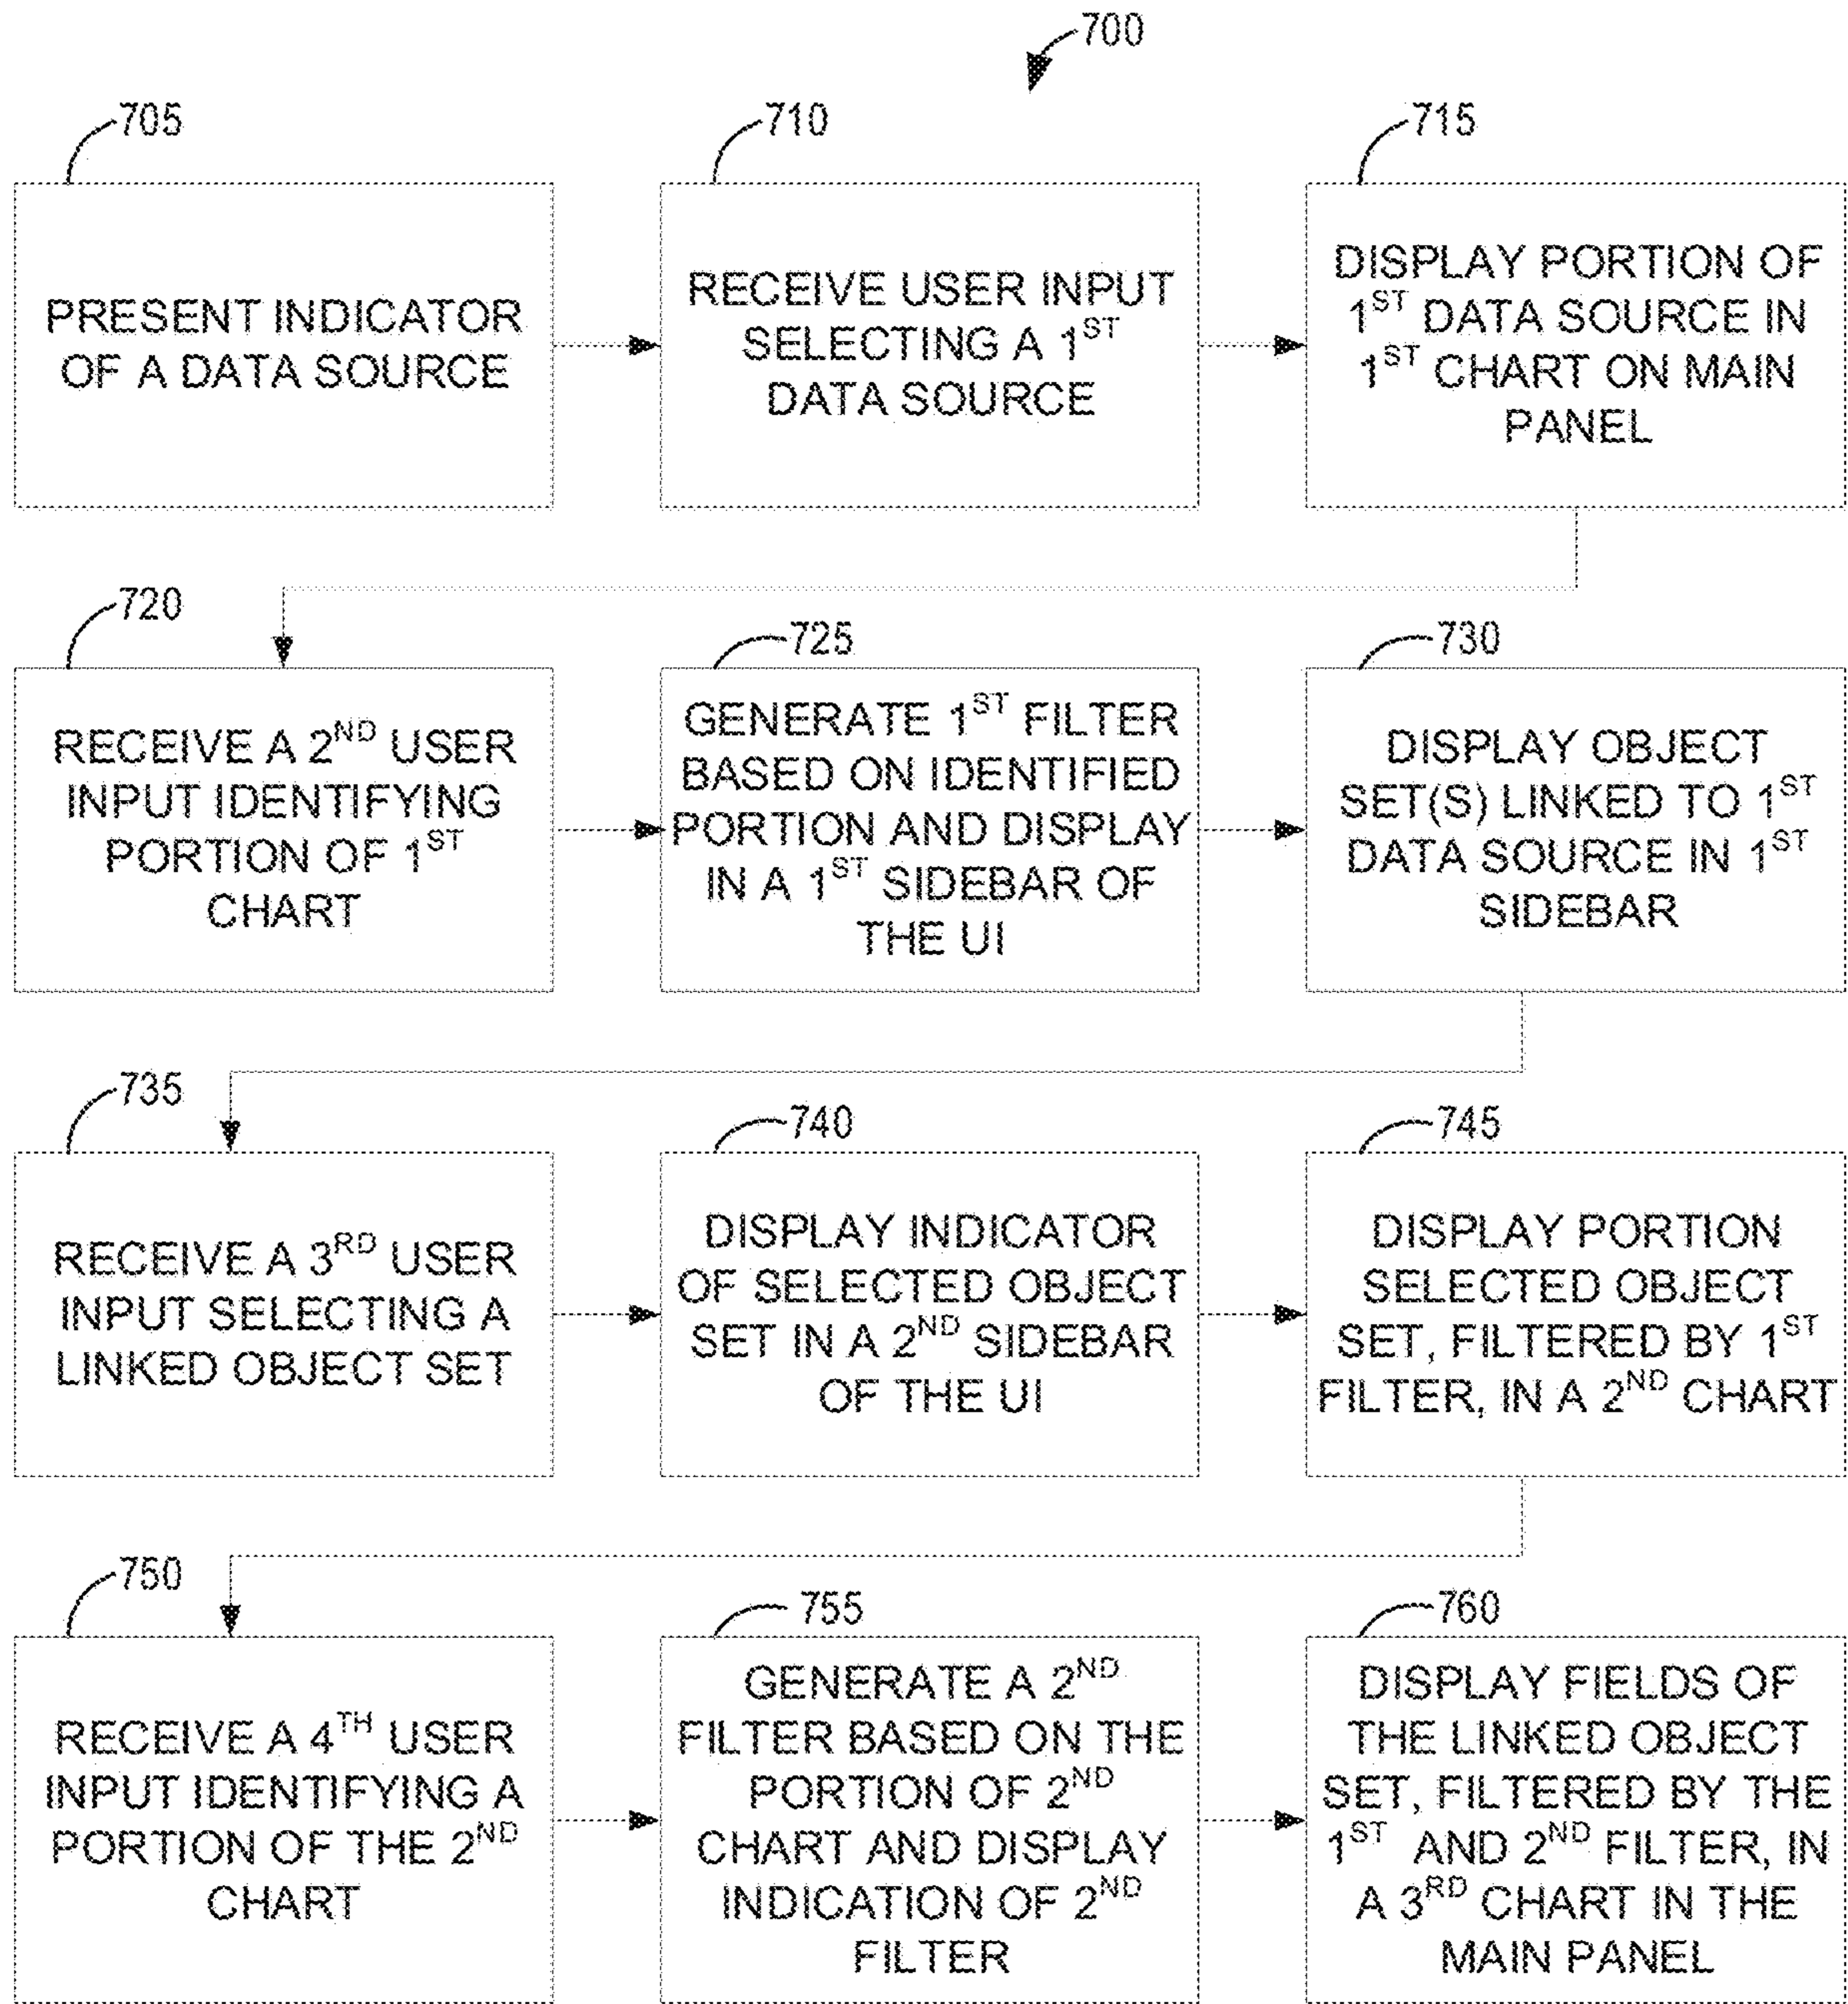 700
705
PRESENT INDICATOR
OF A DATA SOURCE
710
RECEIVE USER INPUT
SELECTING A 1ST
DATA SOURCE
715
DISPLAY PORTION OF
1ST DATA SOURCE IN
1ST CHART ON MAIN
PANEL
720
RECEIVE A 2ND USER
INPUT IDENTIFYING
PORTION OF 1ST
CHART
725
GENERATE 1ST FILTER
BASED ON IDENTIFIED
PORTION AND DISPLAY
IN A 1ST SIDEBAR OF
THE UI
730
DISPLAY OBJECT
SET(S) LINKED TO 1ST
DATA SOURCE IN 1ST
SIDEBAR
735
RECEIVE A 3RD USER
INPUT SELECTING A
LINKED OBJECT SET
740
DISPLAY INDICATOR
OF SELECTED OBJECT
SET IN A 2ND SIDEBAR
OF THE UI
745
DISPLAY PORTION
SELECTED OBJECT
SET, FILTERED BY 1ST
FILTER, IN A 2ND CHART
750
RECEIVE A 4TH USER
INPUT IDENTIFYING A
PORTION OF THE 2ND
CHART
755
GENERATE A 2ND
FILTER BASED ON THE
PORTION OF 2ND
CHART AND DISPLAY
INDICATION OF 2ND
FILTER
760
DISPLAY FIELDS OF
THE LINKED OBJECT
SET, FILTERED BY THE
1ST AND 2ND FILTER, IN
A 3RD CHART IN THE
MAIN PANEL